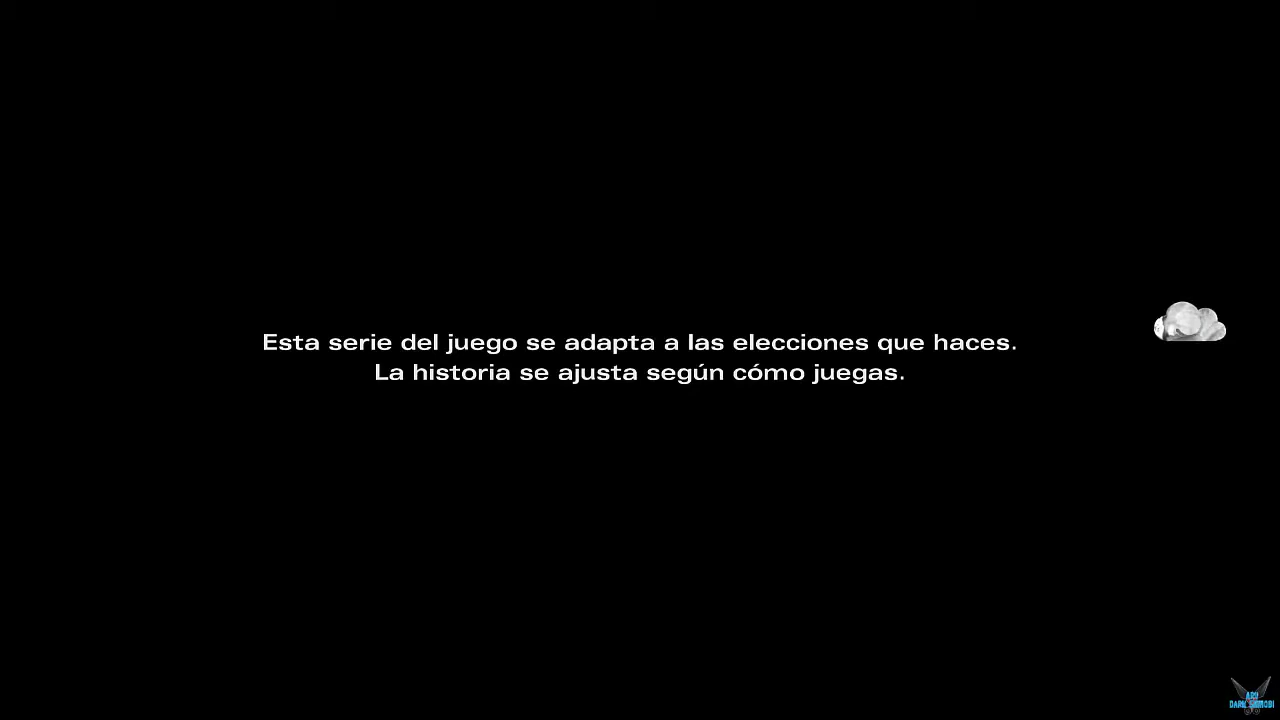 Esta serie del juego se adapta a las elecciones que haces.
La historia se ajusta según cómo juegas.